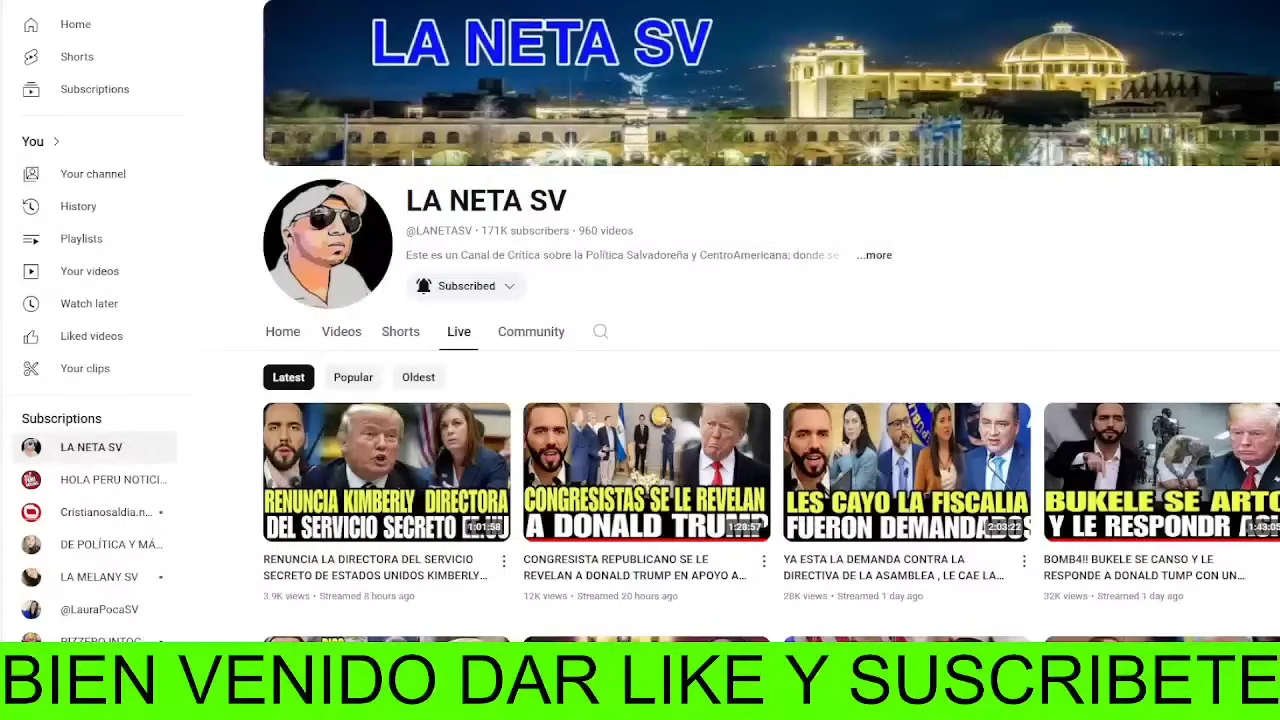 Home
Shorts
Subscriptions
You
Your channel
History
Playlists
Your videos
Watch later
Liked videos
Your clips
Subscriptions
LA NETA SV
HOLA PERU NOTICI...
Cristianosaldia.n...
DE POLÍTICA Y MÁ...
LA MELANY SV
@LauraPocaSV
LA NETA SV
LA NETA SV
@LANETASV • 171K subscribers • 960 videos
Este es un Canal de Critica sobre la Política Salvadoreña y CentroAmericana; donde se ...more
Subscribed
Home Videos Shorts Live Community
Latest Popular Oldest
RENUNCIA KIMBERLY DIRECTORA
DEL SERVICIO SECRETO
1:01:58
RENUNCIA LA DIRECTORA DEL SERVICIO
SECRETO DE ESTADOS UNIDOS KIMBERLY...
3.9K views • Streamed 8 hours ago
CONGRESISTAS SE LE REVELAN
A DONALD TRUMP
1:28:57
CONGRESISTA REPUBLICANO SE LE
REVELAN A DONALD TRUMP EN APOYO A...
12K views • Streamed 20 hours ago
LES CAYO LA FISCALIA
FUERON DEMANDADOS
2:03:22
YA ESTA LA DEMANDA CONTRA LA
DIRECTIVA DE LA ASAMBLEA , LE CAE LA...
28K views • Streamed 1 day ago
BUKELE SE ARTO
Y LE RESPONDR
1:43:05
BOMB4!! BUKELE SE CANSO Y LE
RESPONDE A DONALD TUMP CON UN...
32K views • Streamed 1 day ago
BIEN VENIDO DAR LIKE Y SUSCRIBETE